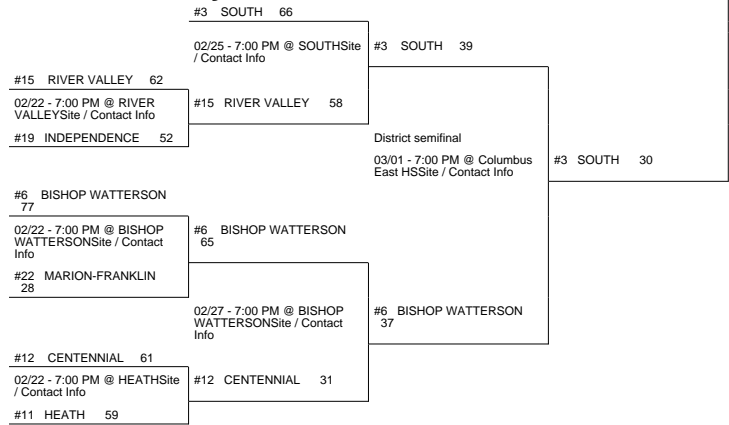 #3 SOUTH 66
02/25 - 7:00 PM @ SOUTHSite
/ Contact Info
#3 SOUTH 39
#15 RIVER VALLEY 62
02/22 - 7:00 PM @ RIVER
VALLEYSite / Contact Info
#15 RIVER VALLEY 58
#19 INDEPENDENCE 52
District semifinal
03/01 - 7:00 PM @ Columbus
East HSSite / Contact Info
#3 SOUTH 30
#6 BISHOP WATTERSON
77
02/22 - 7:00 PM @ BISHOP
WATTERSONSite / Contact
Info
#6 BISHOP WATTERSON
65
#22 MARION-FRANKLIN
28
02/27 - 7:00 PM @ BISHOP
WATTERSONSite / Contact
Info
#6 BISHOP WATTERSON
37
#12 CENTENNIAL 61
02/22 - 7:00 PM @ HEATHSite
/ Contact Info
#12 CENTENNIAL 31
#11 HEATH 59